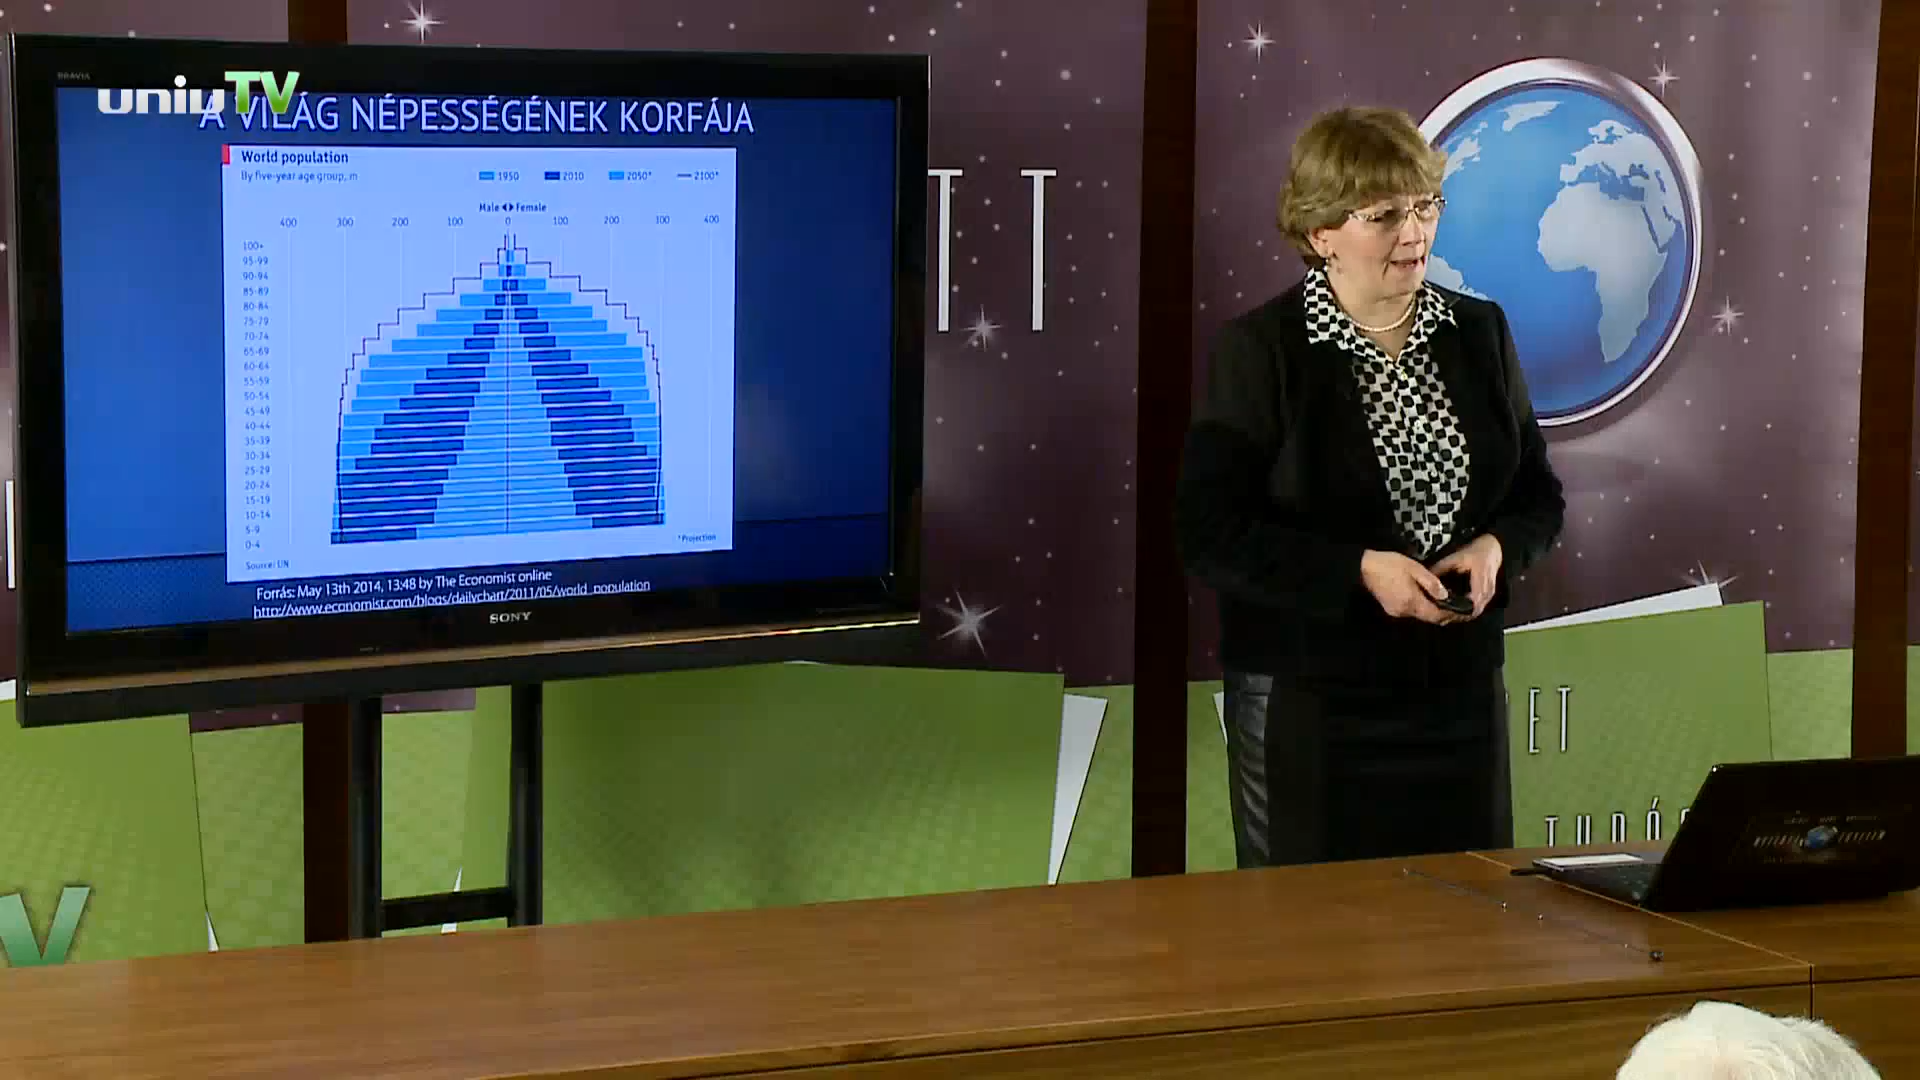 BRAVIA
uniuTV
A VILÁG NÉPESSÉGÉNEK KORFÁJA
World population
By five-year age group, m
1950 2010 2050* 2100*
Male Female
400 300 200 100 0 100 200 300 400
100+
95-99
90-94
85-89
80-84
75-79
70-74
65-69
60-64
55-59
50-54
45-49
40-44
35-39
30-34
25-29
20-24
15-19
10-14
5-9
0-4
*Projection
Source: UN
Forrás: May 13th 2014, 13:48 by The Economist online
http://www.economist.com/blogs/dailychart/2011/05/world_population
SONY
TT
ET
TUDÁS
V